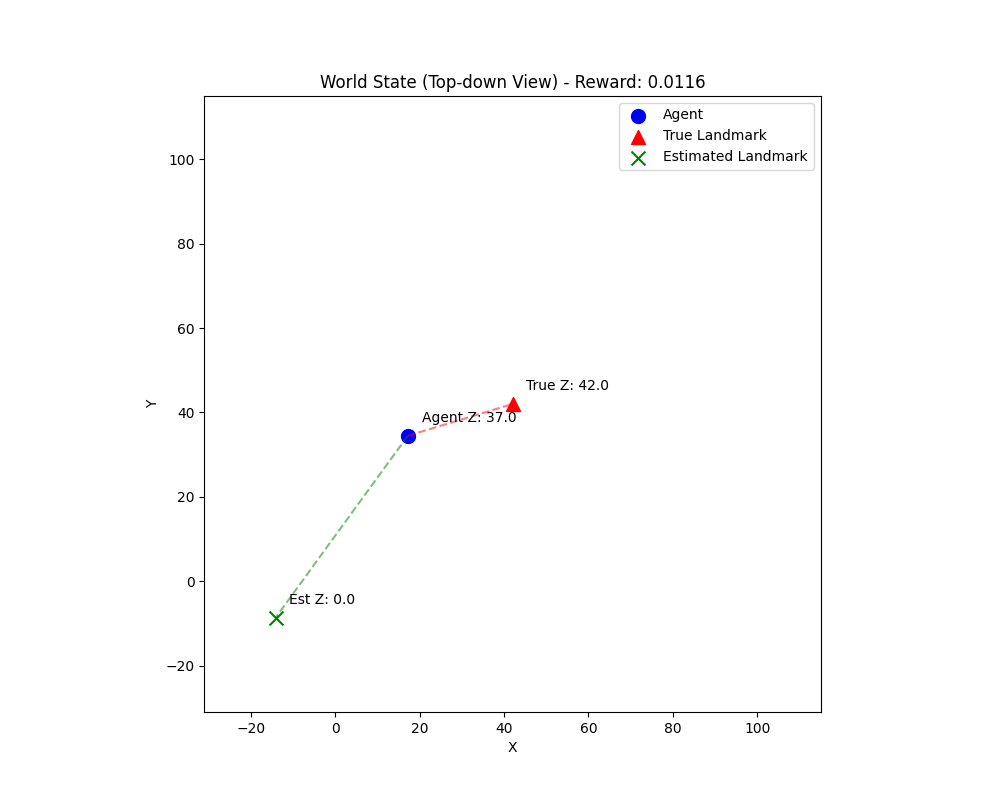 World State (Top-down View) - Reward: 0.0116
Agent
True Landmark
Estimated Landmark
100
80
60
40
20
0
−20
Y
True Z: 42.0
Agent Z: 37.0
Est Z: 0.0
−20 0 20 40 60 80 100
X